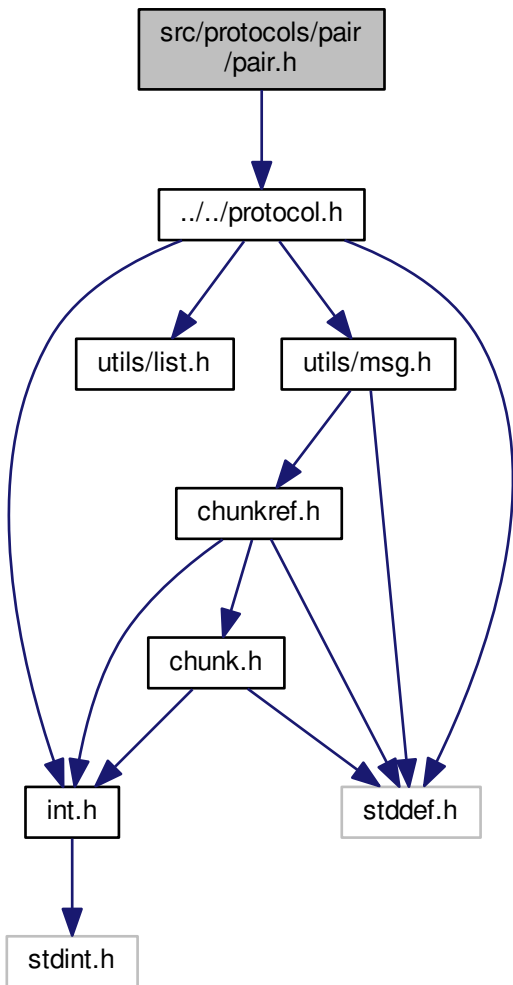 src/protocols/pair
/pair.h
../../protocol.h
utils/list.h
utils/msg.h
chunkref.h
chunk.h
int.h
stddef.h
stdint.h